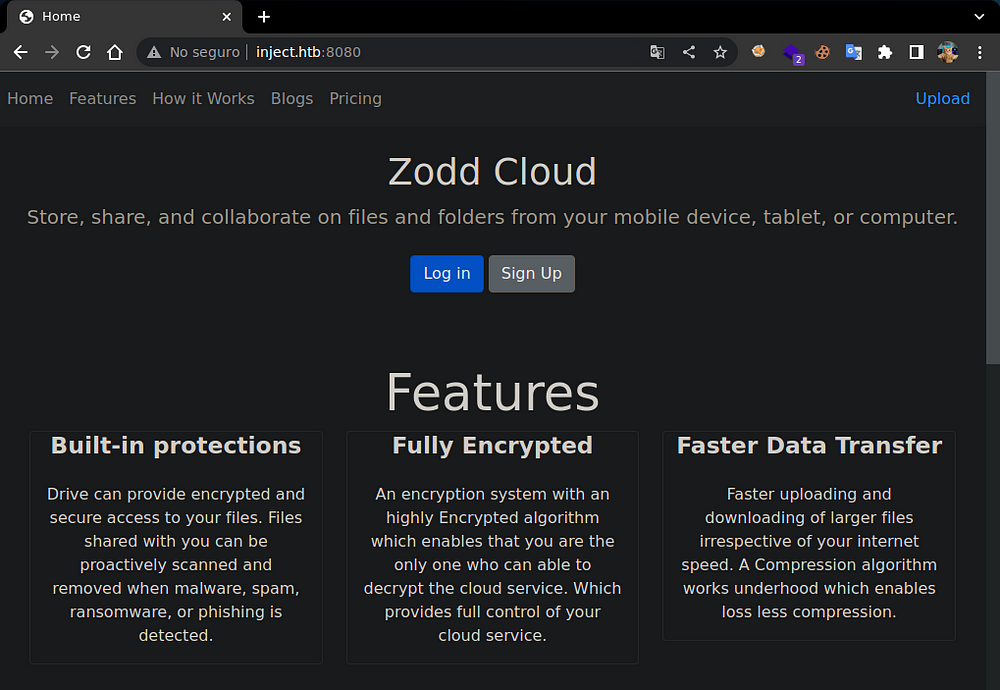 Home
No seguro inject.htb:8080
2
Home Features How it Works Blogs Pricing Upload
Zodd Cloud
Store, share, and collaborate on files and folders from your mobile device, tablet, or computer.
Log in Sign Up
Features
Built-in protections
Drive can provide encrypted and
secure access to your files. Files
shared with you can be
proactively scanned and
removed when malware, spam,
ransomware, or phishing is
detected.
Fully Encrypted
An encryption system with an
highly Encrypted algorithm
which enables that you are the
only one who can able to
decrypt the cloud service. Which
provides full control of your
cloud service.
Faster Data Transfer
Faster uploading and
downloading of larger files
irrespective of your internet
speed. A Compression algorithm
works underhood which enables
loss less compression.